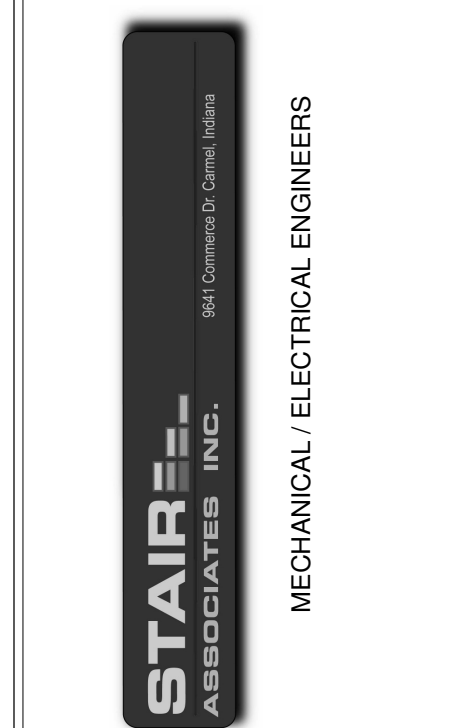 STAIR
ASSOCIATES INC.
9641 Commerce Dr. Carmel, Indiana
MECHANICAL / ELECTRICAL ENGINEERS